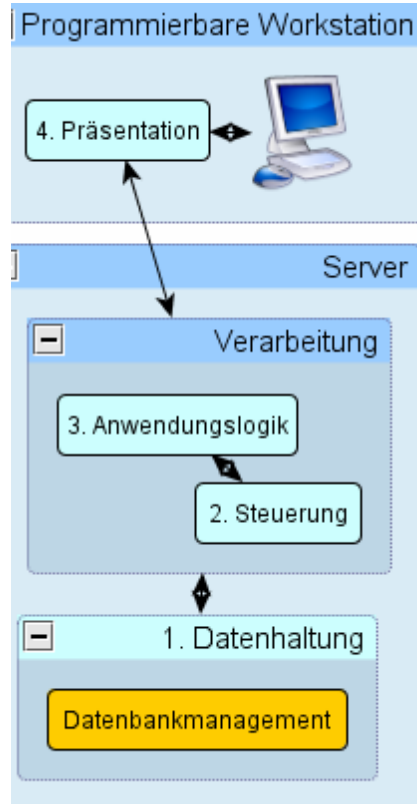 Programmierbare Workstation
4. Präsentation
Server
Verarbeitung
3. Anwendungslogik
2. Steuerung
1. Datenhaltung
Datenbankmanagement